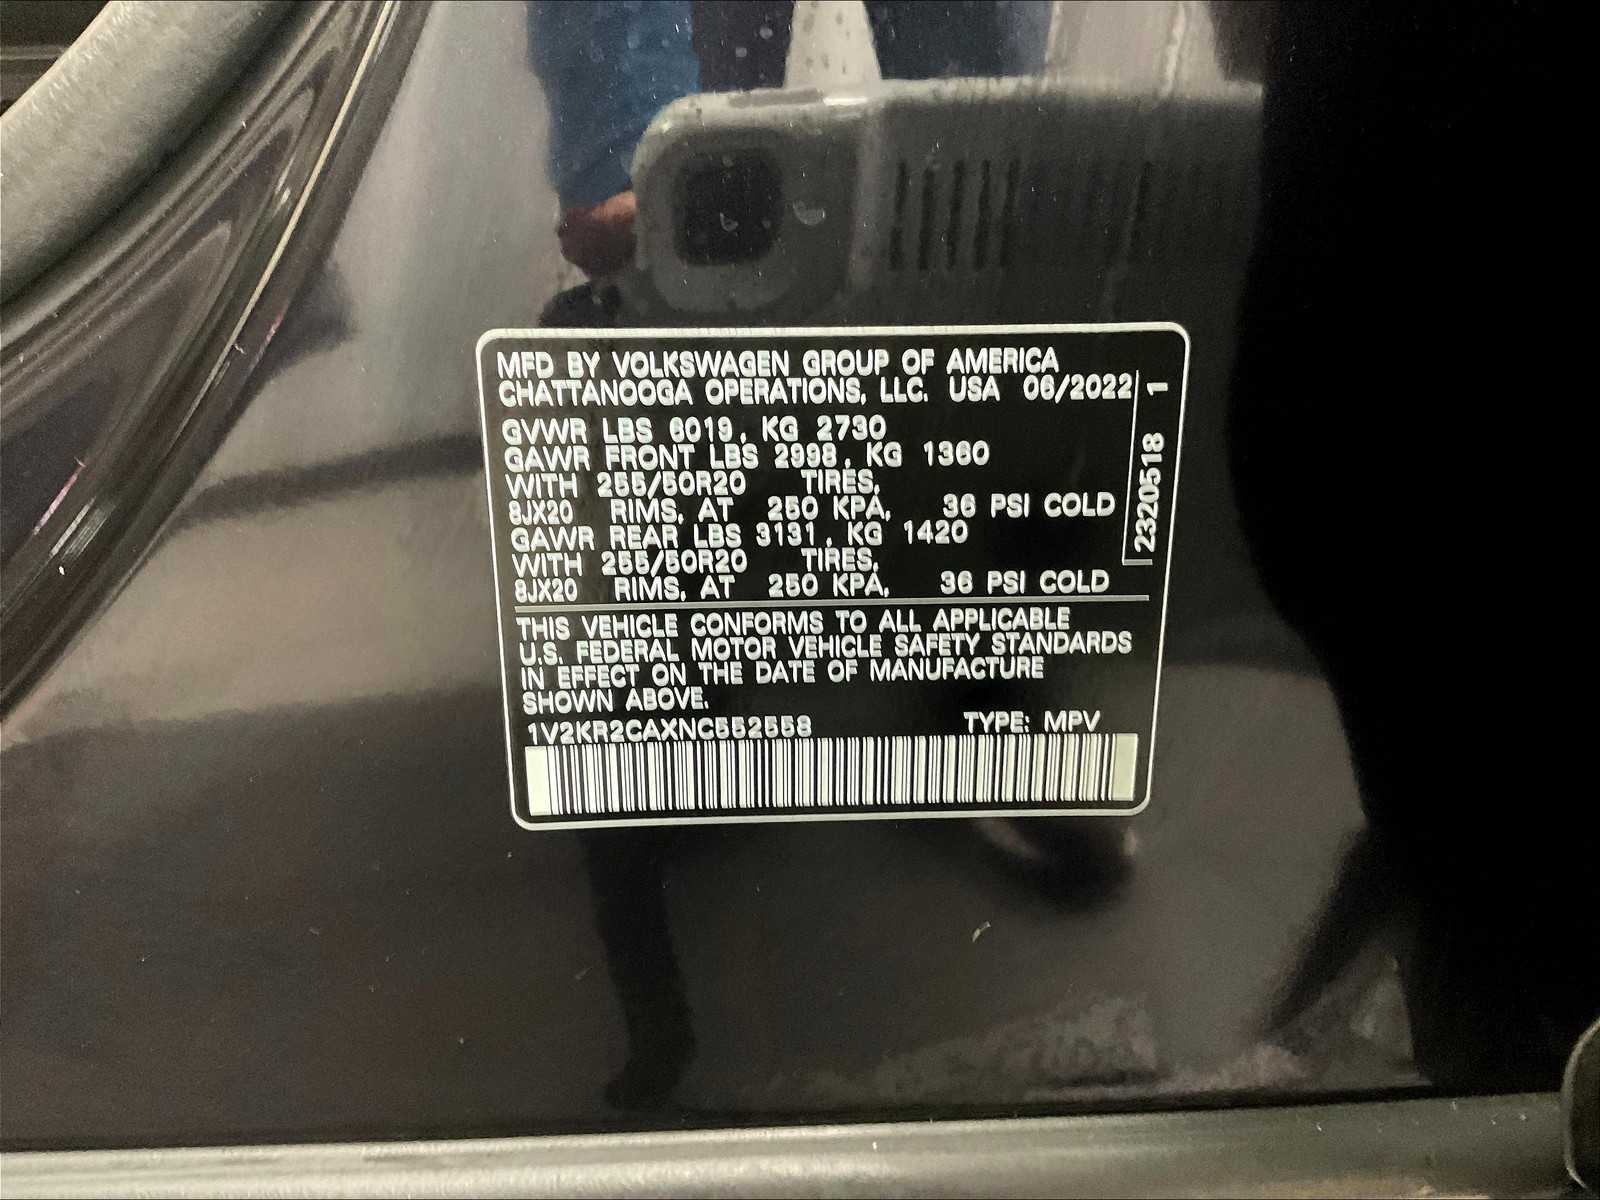 MFD BY VOLKSWAGEN GROUP OF AMERICA
CHATTANOOGA OPERATIONS, LLC. USA 06/2022
GVWR LBS 6019, KG 2730
GAWR FRONT LBS 2998, KG 1360
WITH 255/50R20 TIRES,
8JX20 RIMS, AT 250 KPA, 36 PSI COLD
GAWR REAR LBS 3131, KG 1420
WITH 255/50R20 TIRES,
8JX20 RIMS, AT 250 KPA, 36 PSI COLD
2320518 1
THIS VEHICLE CONFORMS TO ALL APPLICABLE
U.S. FEDERAL MOTOR VEHICLE SAFETY STANDARDS
IN EFFECT ON THE DATE OF MANUFACTURE
SHOWN ABOVE.
1V2KR2CAXNC552558 TYPE: MPV